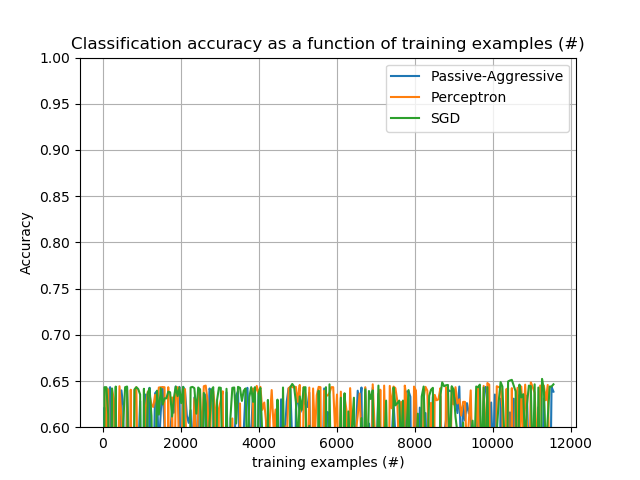 Classification accuracy as a function of training examples (#)
1.00
0.95
0.90
0.85
0.80
0.75
0.70
0.65
0.60
Accuracy
Passive-Aggressive
Perceptron
SGD
0 2000 4000 6000 8000 10000 12000
training examples (#)